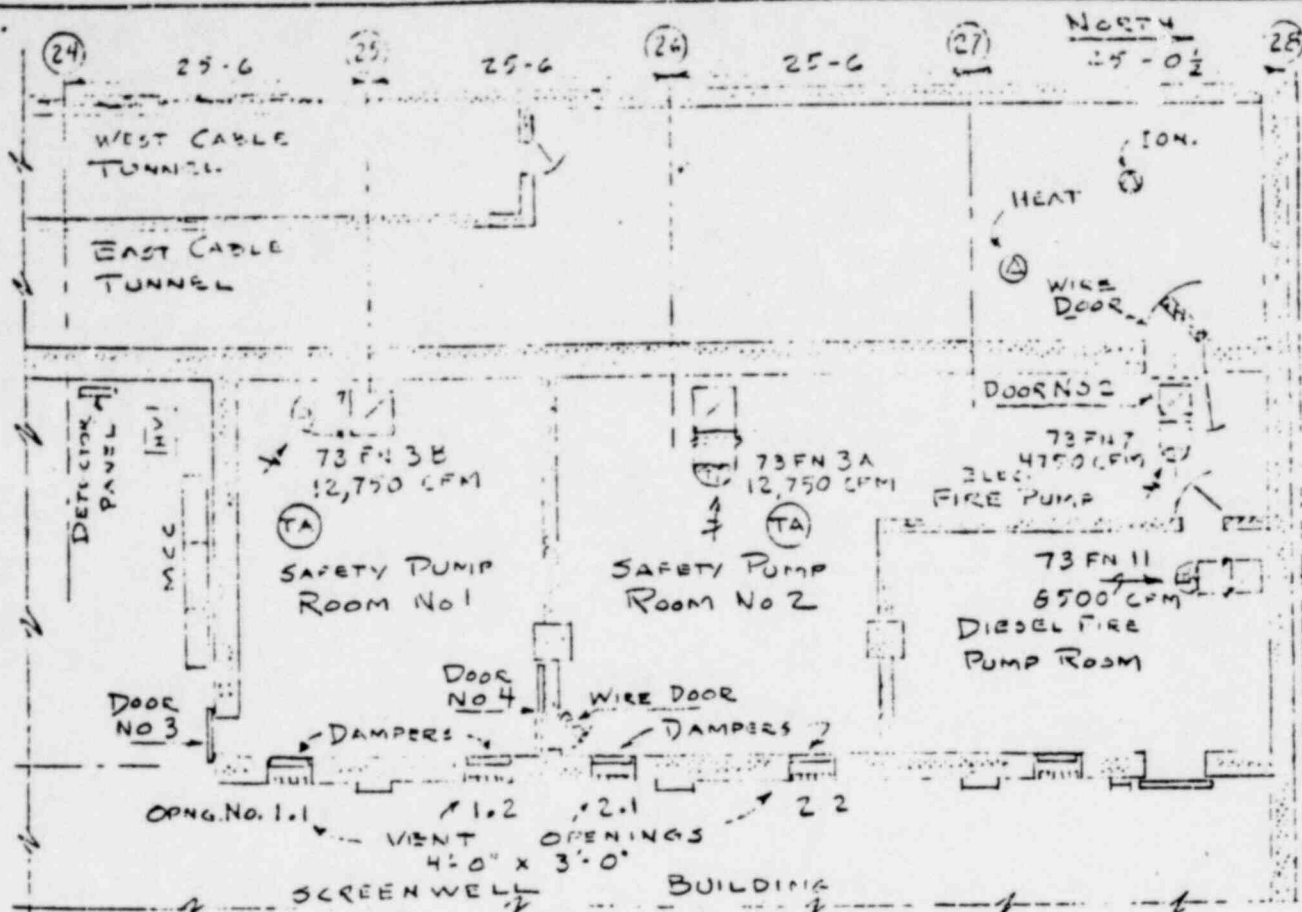 24 25 26 27 28
25-6 25-6 25-6
NORTH
WEST CABLE
TUNNEL
ION.
HEAT
EAST CABLE
TUNNEL
WIRE
DOOR
DOOR NO 2
DETECTOR
PANEL
HV
MCC
73 FN 3B
12,750 CFM
73 FN 3A
12,750 CFM
73 FN 7
4750 CFM
ELEC.
FIRE PUMP
TA
TA
SAFETY PUMP
ROOM No 1
SAFETY PUMP
ROOM No 2
73 FN 11
6500 CFM
DIESEL FIRE
PUMP ROOM
DOOR
NO 3
DOOR
NO 4
WIRE DOOR
DAMPERS
DAMPERS
OPNG. NO. 1.1
1.2
2.1
2 2
VENT OPENINGS
4'-0" x 3'-0"
SCREENWELL BUILDING